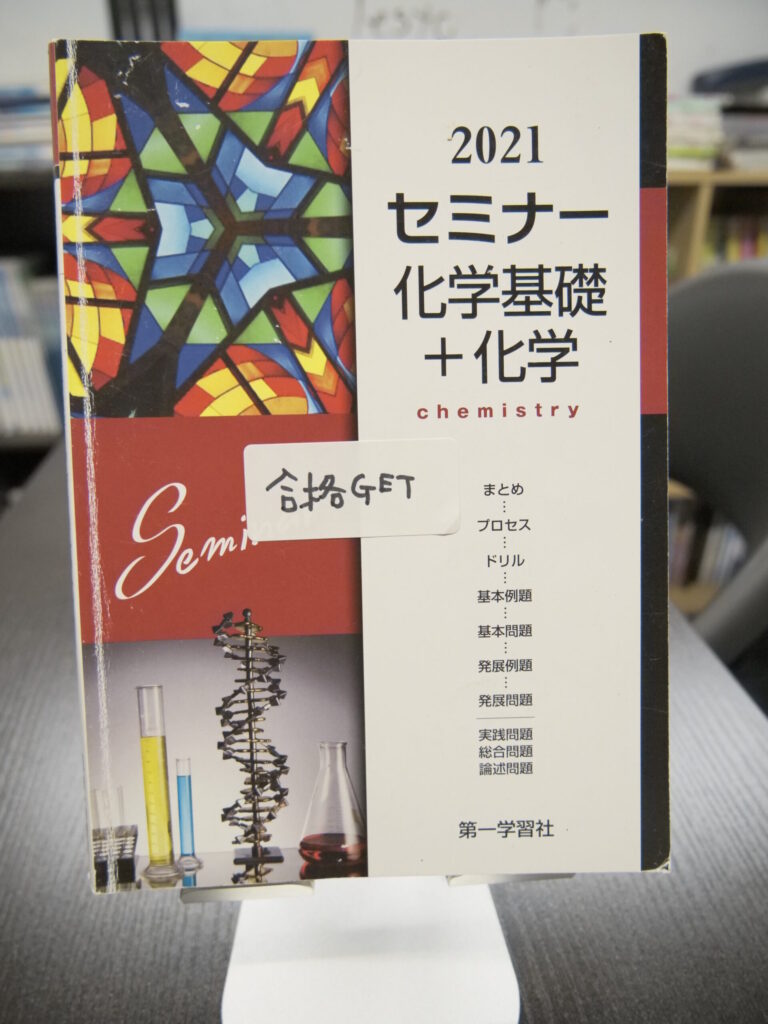 2021
セミナー
化学基礎
+化学
chemistry
合格GET
まとめ
プロセス
ドリル
基本例題
基本問題
発展例題
発展問題
実践問題
総合問題
論述問題
第一学習社